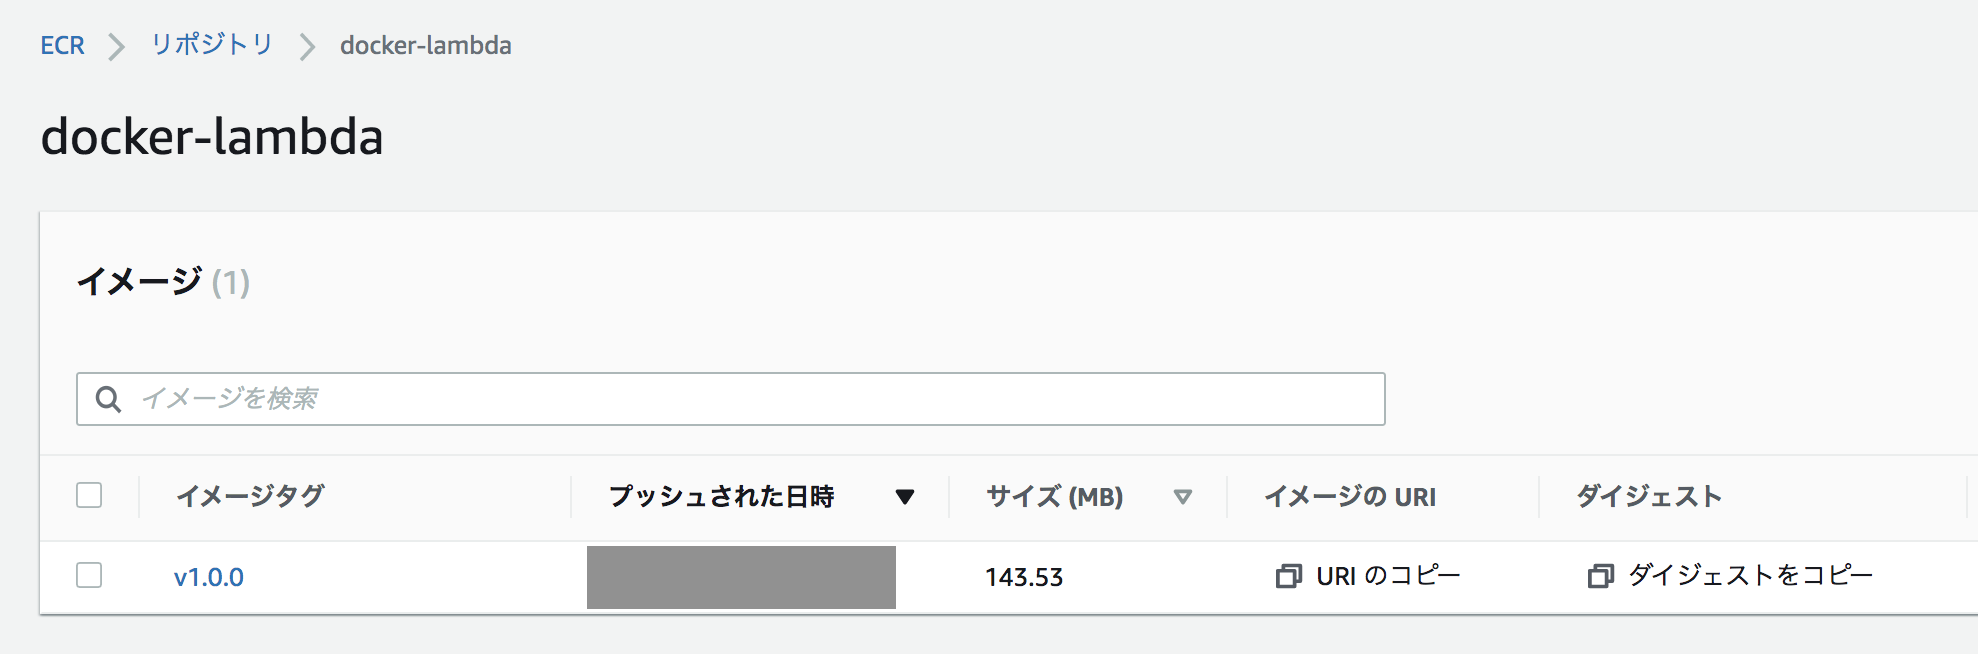 ECR リポジトリ docker-lambda
docker-lambda
イメージ (1)
イメージを検索
イメージタグ プッシュされた日時 サイズ (MB) イメージの URI ダイジェスト
v1.0.0 143.53 URI のコピー ダイジェストをコピー